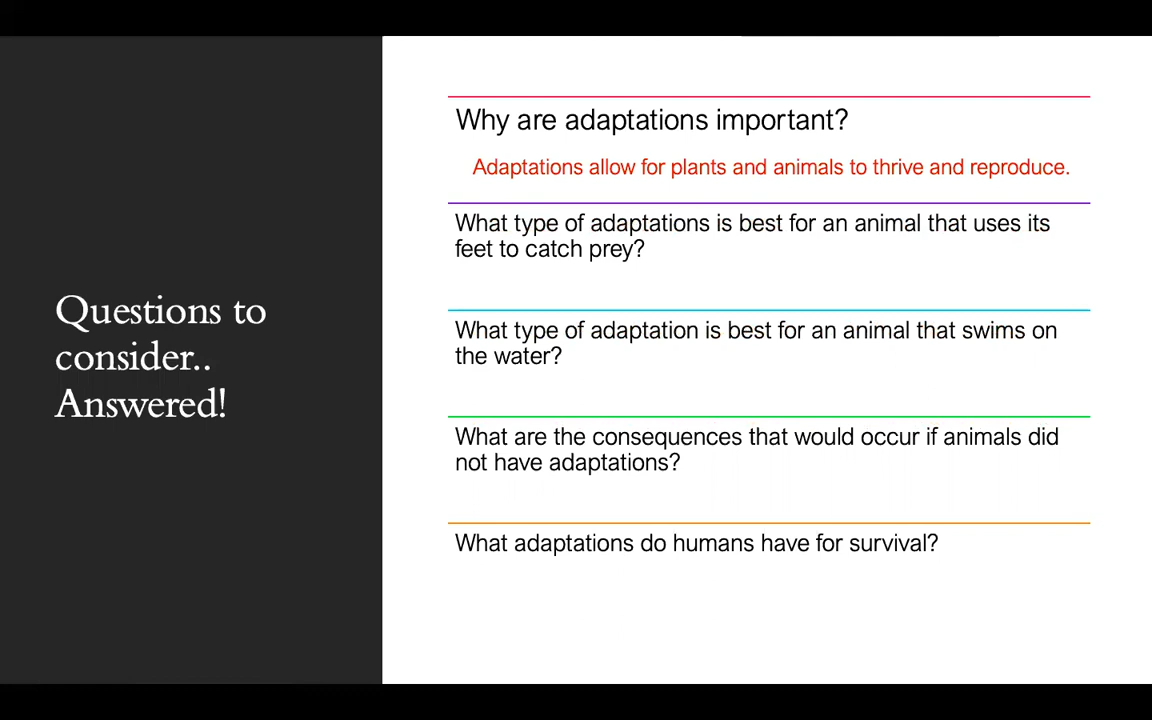 Questions to
consider..
Answered!
Why are adaptations important?
Adaptations allow for plants and animals to thrive and reproduce.
What type of adaptations is best for an animal that uses its
feet to catch prey?
What type of adaptation is best for an animal that swims on
the water?
What are the consequences that would occur if animals did
not have adaptations?
What adaptations do humans have for survival?